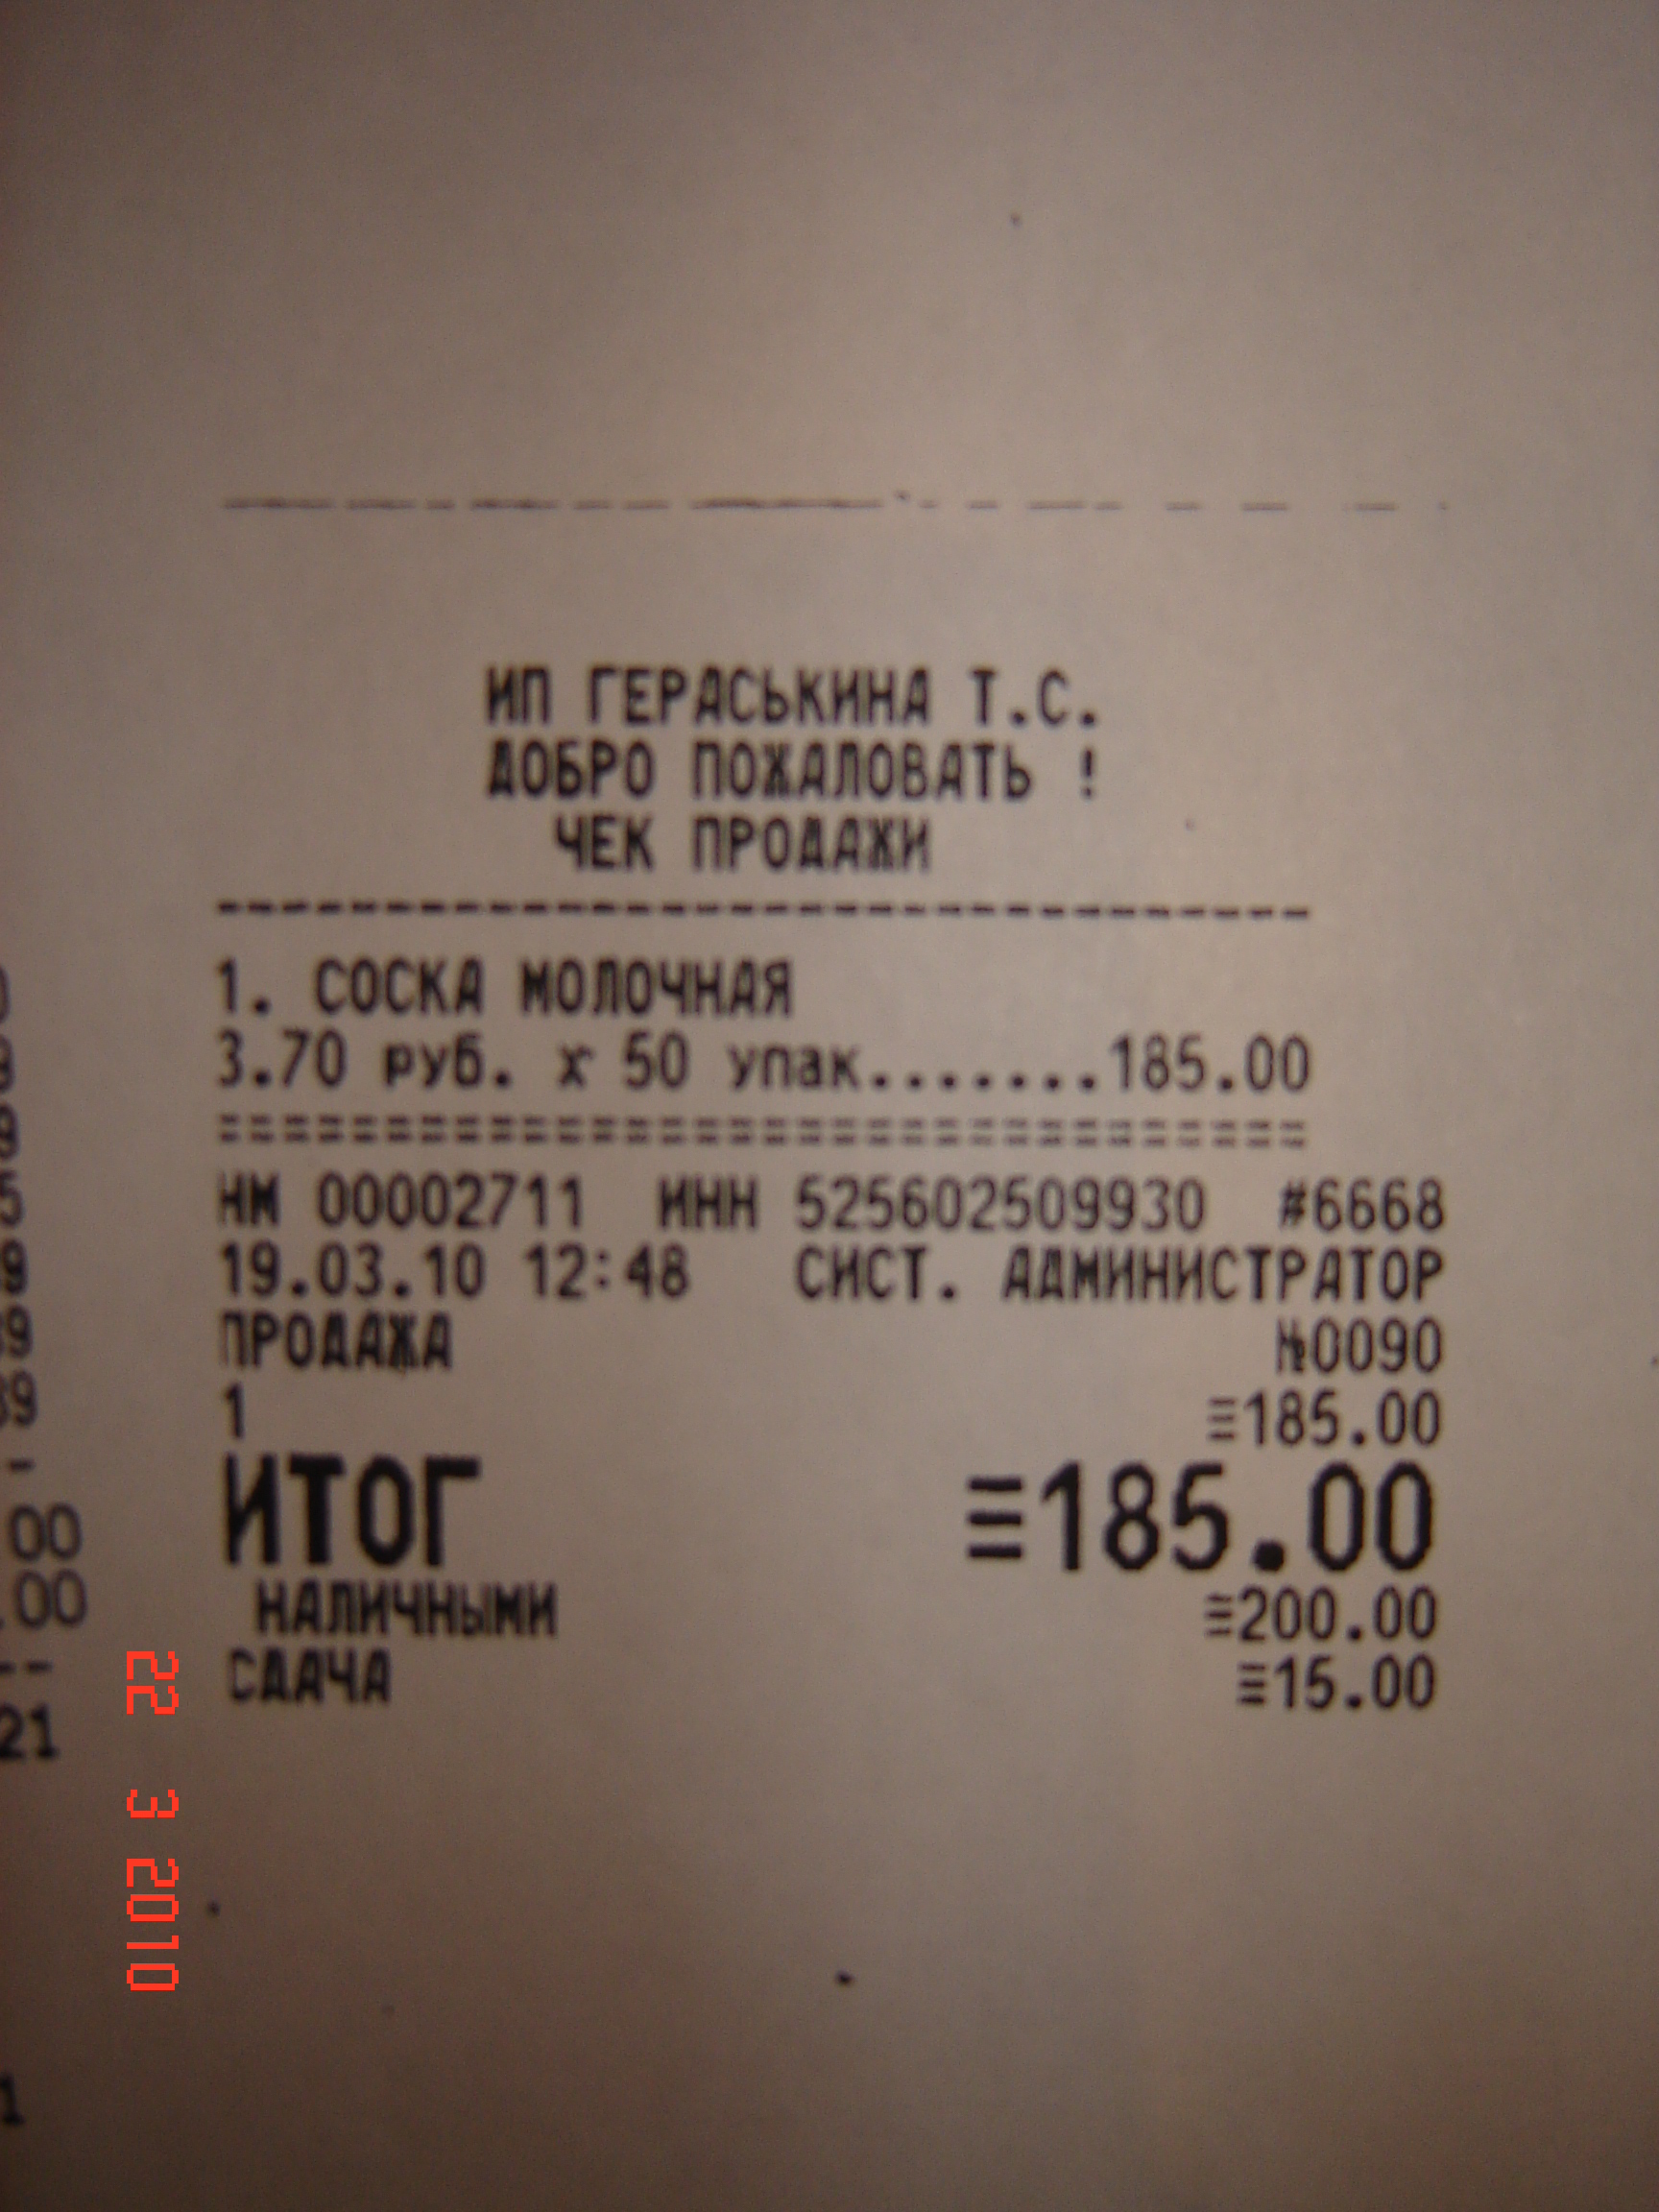 ИП ГЕРАСЬКИНА Т.С.
ДОБРО ПОЖАЛОВАТЬ !
ЧЕК ПРОДАЖИ
1. СОСКА МОЛОЧНАЯ
3.70 руб. х 50 упак.......185.00
НМ 00002711 ИНН 525602509930 #6668
19.03.10 12:48 СИСТ. АДМИНИСТРАТОР
ПРОДАЖА №0090
1 ≡185.00
ИТОГ ≡185.00
НАЛИЧНЫМИ ≡200.00
СДАЧА ≡15.00
22 3 2010